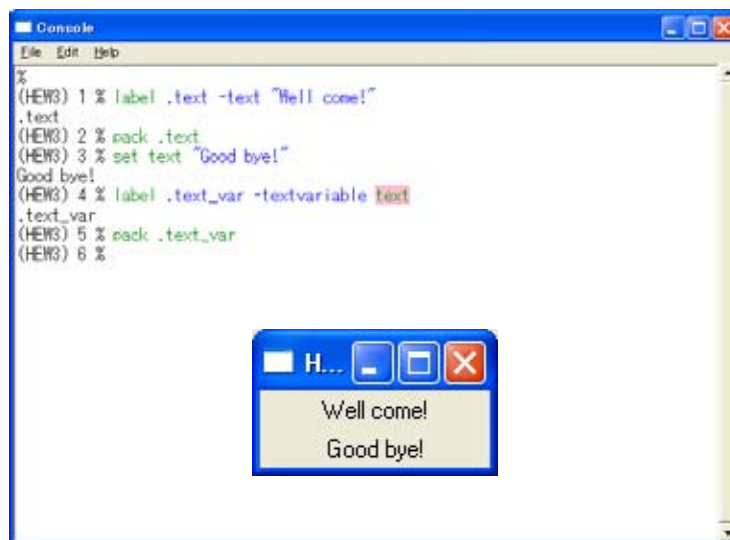 Console
File Edit Help
%
(HEW3) 1 % label .text -text "Well come!"
.text
(HEW3) 2 % pack .text
(HEW3) 3 % set text "Good bye!"
Good bye!
(HEW3) 4 % label .text_var -textvariable text
.text_var
(HEW3) 5 % pack .text_var
(HEW3) 6 %
H...
Well come!
Good bye!